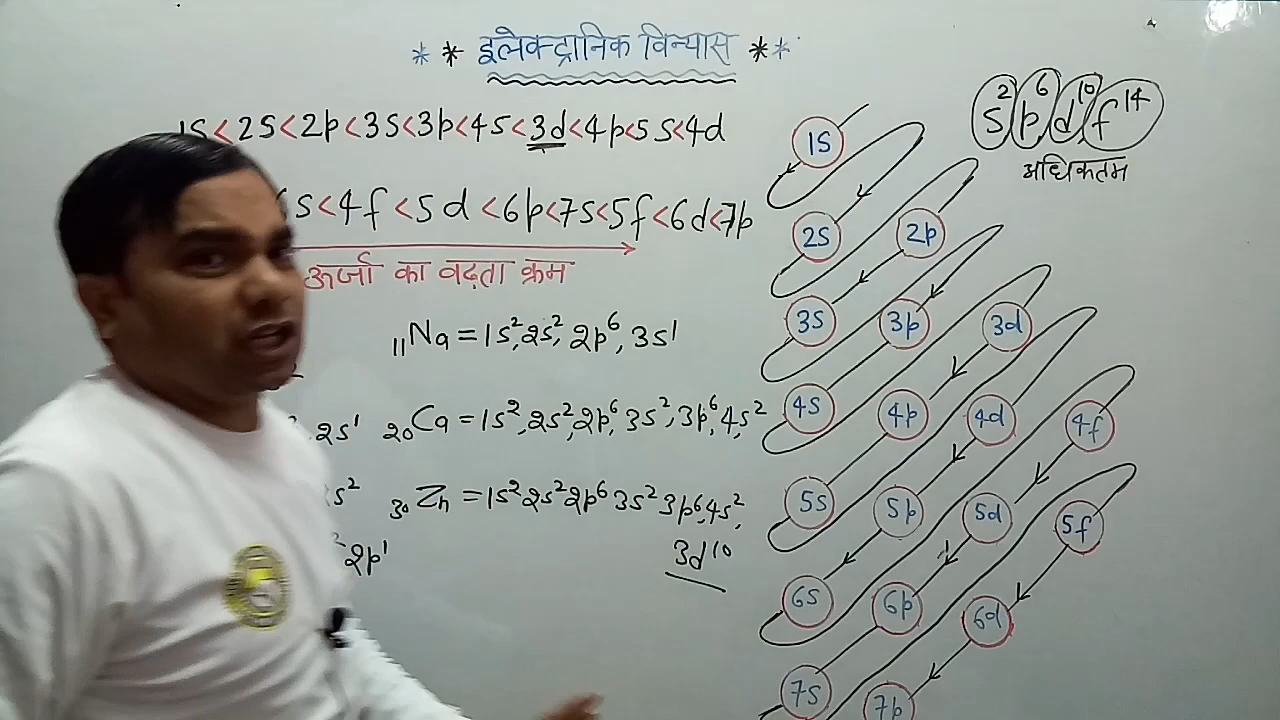 * * इलेक्ट्रानिक विन्यास **
1s<2s<2p<3s<3p<4s<3d<4p<5s<4d
s<4f<5d<6p<7s<5f<6d<7p
ऊर्जा का वढ़ता क्रम
₁₁Na = 1s², 2s², 2p⁶, 3s¹
2s¹ ₂₀Ca = 1s², 2s², 2p⁶, 3s², 3p⁶, 4s²
s² ₃₀Zn = 1s² 2s² 2p⁶ 3s² 3p⁶, 4s²,
2p¹ 3d¹⁰
s² p⁶ d¹⁰ f¹⁴
अधिकतम
1s
2s 2p
3s 3p 3d
4s 4p 4d 4f
5s 5p 5d 5f
6s 6p 6d
7s 7p